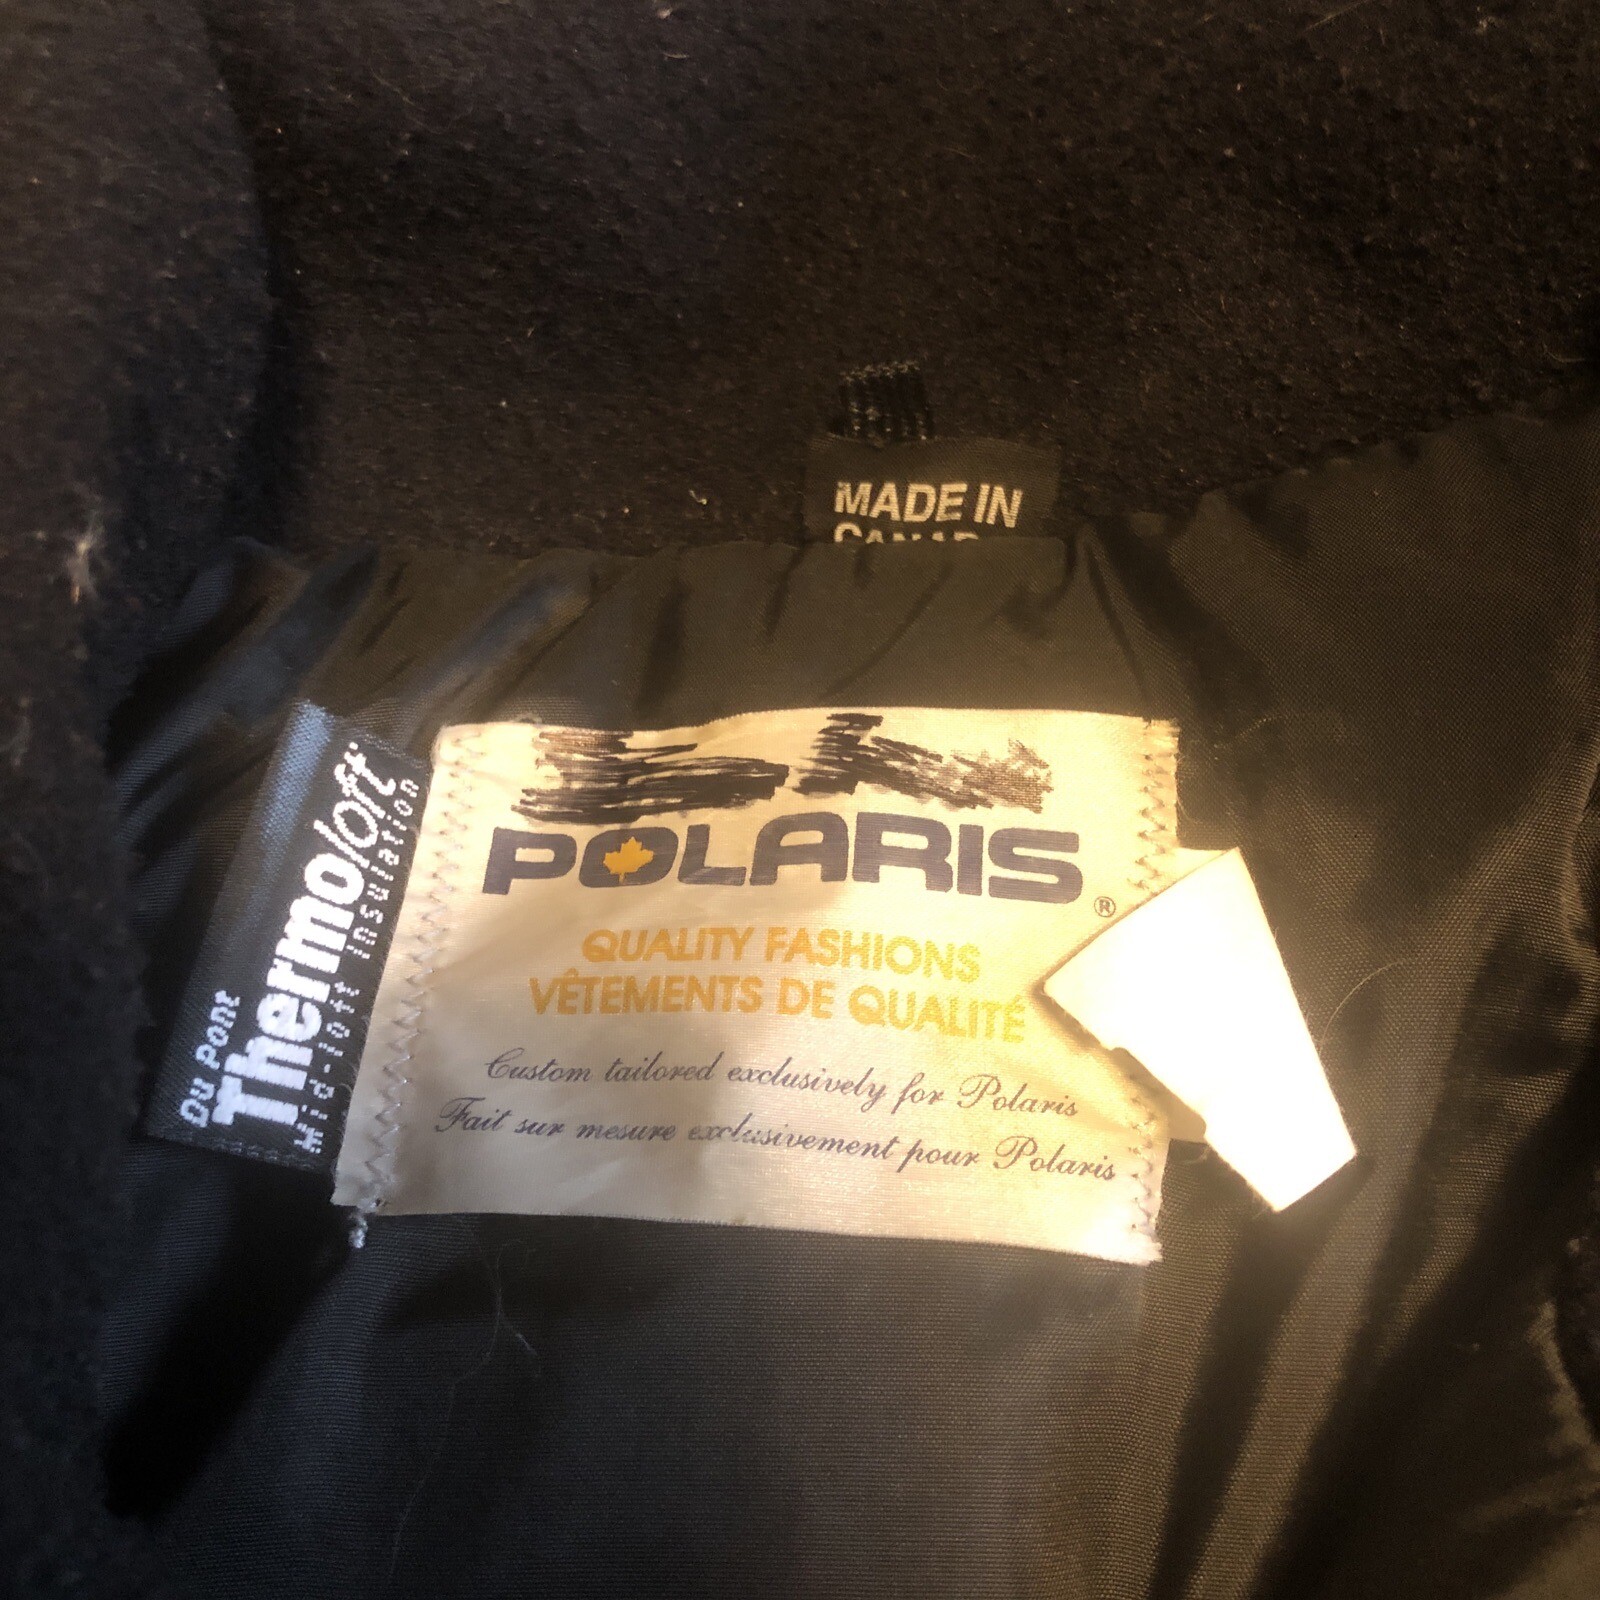 MADE IN
POLARIS®
QUALITY FASHIONS
VÊTEMENTS DE QUALITÉ
Custom tailored exclusively for Polaris
Fait sur mesure exclusivement pour Polaris
Du Pont
Thermoloft
Mid-loft insulation